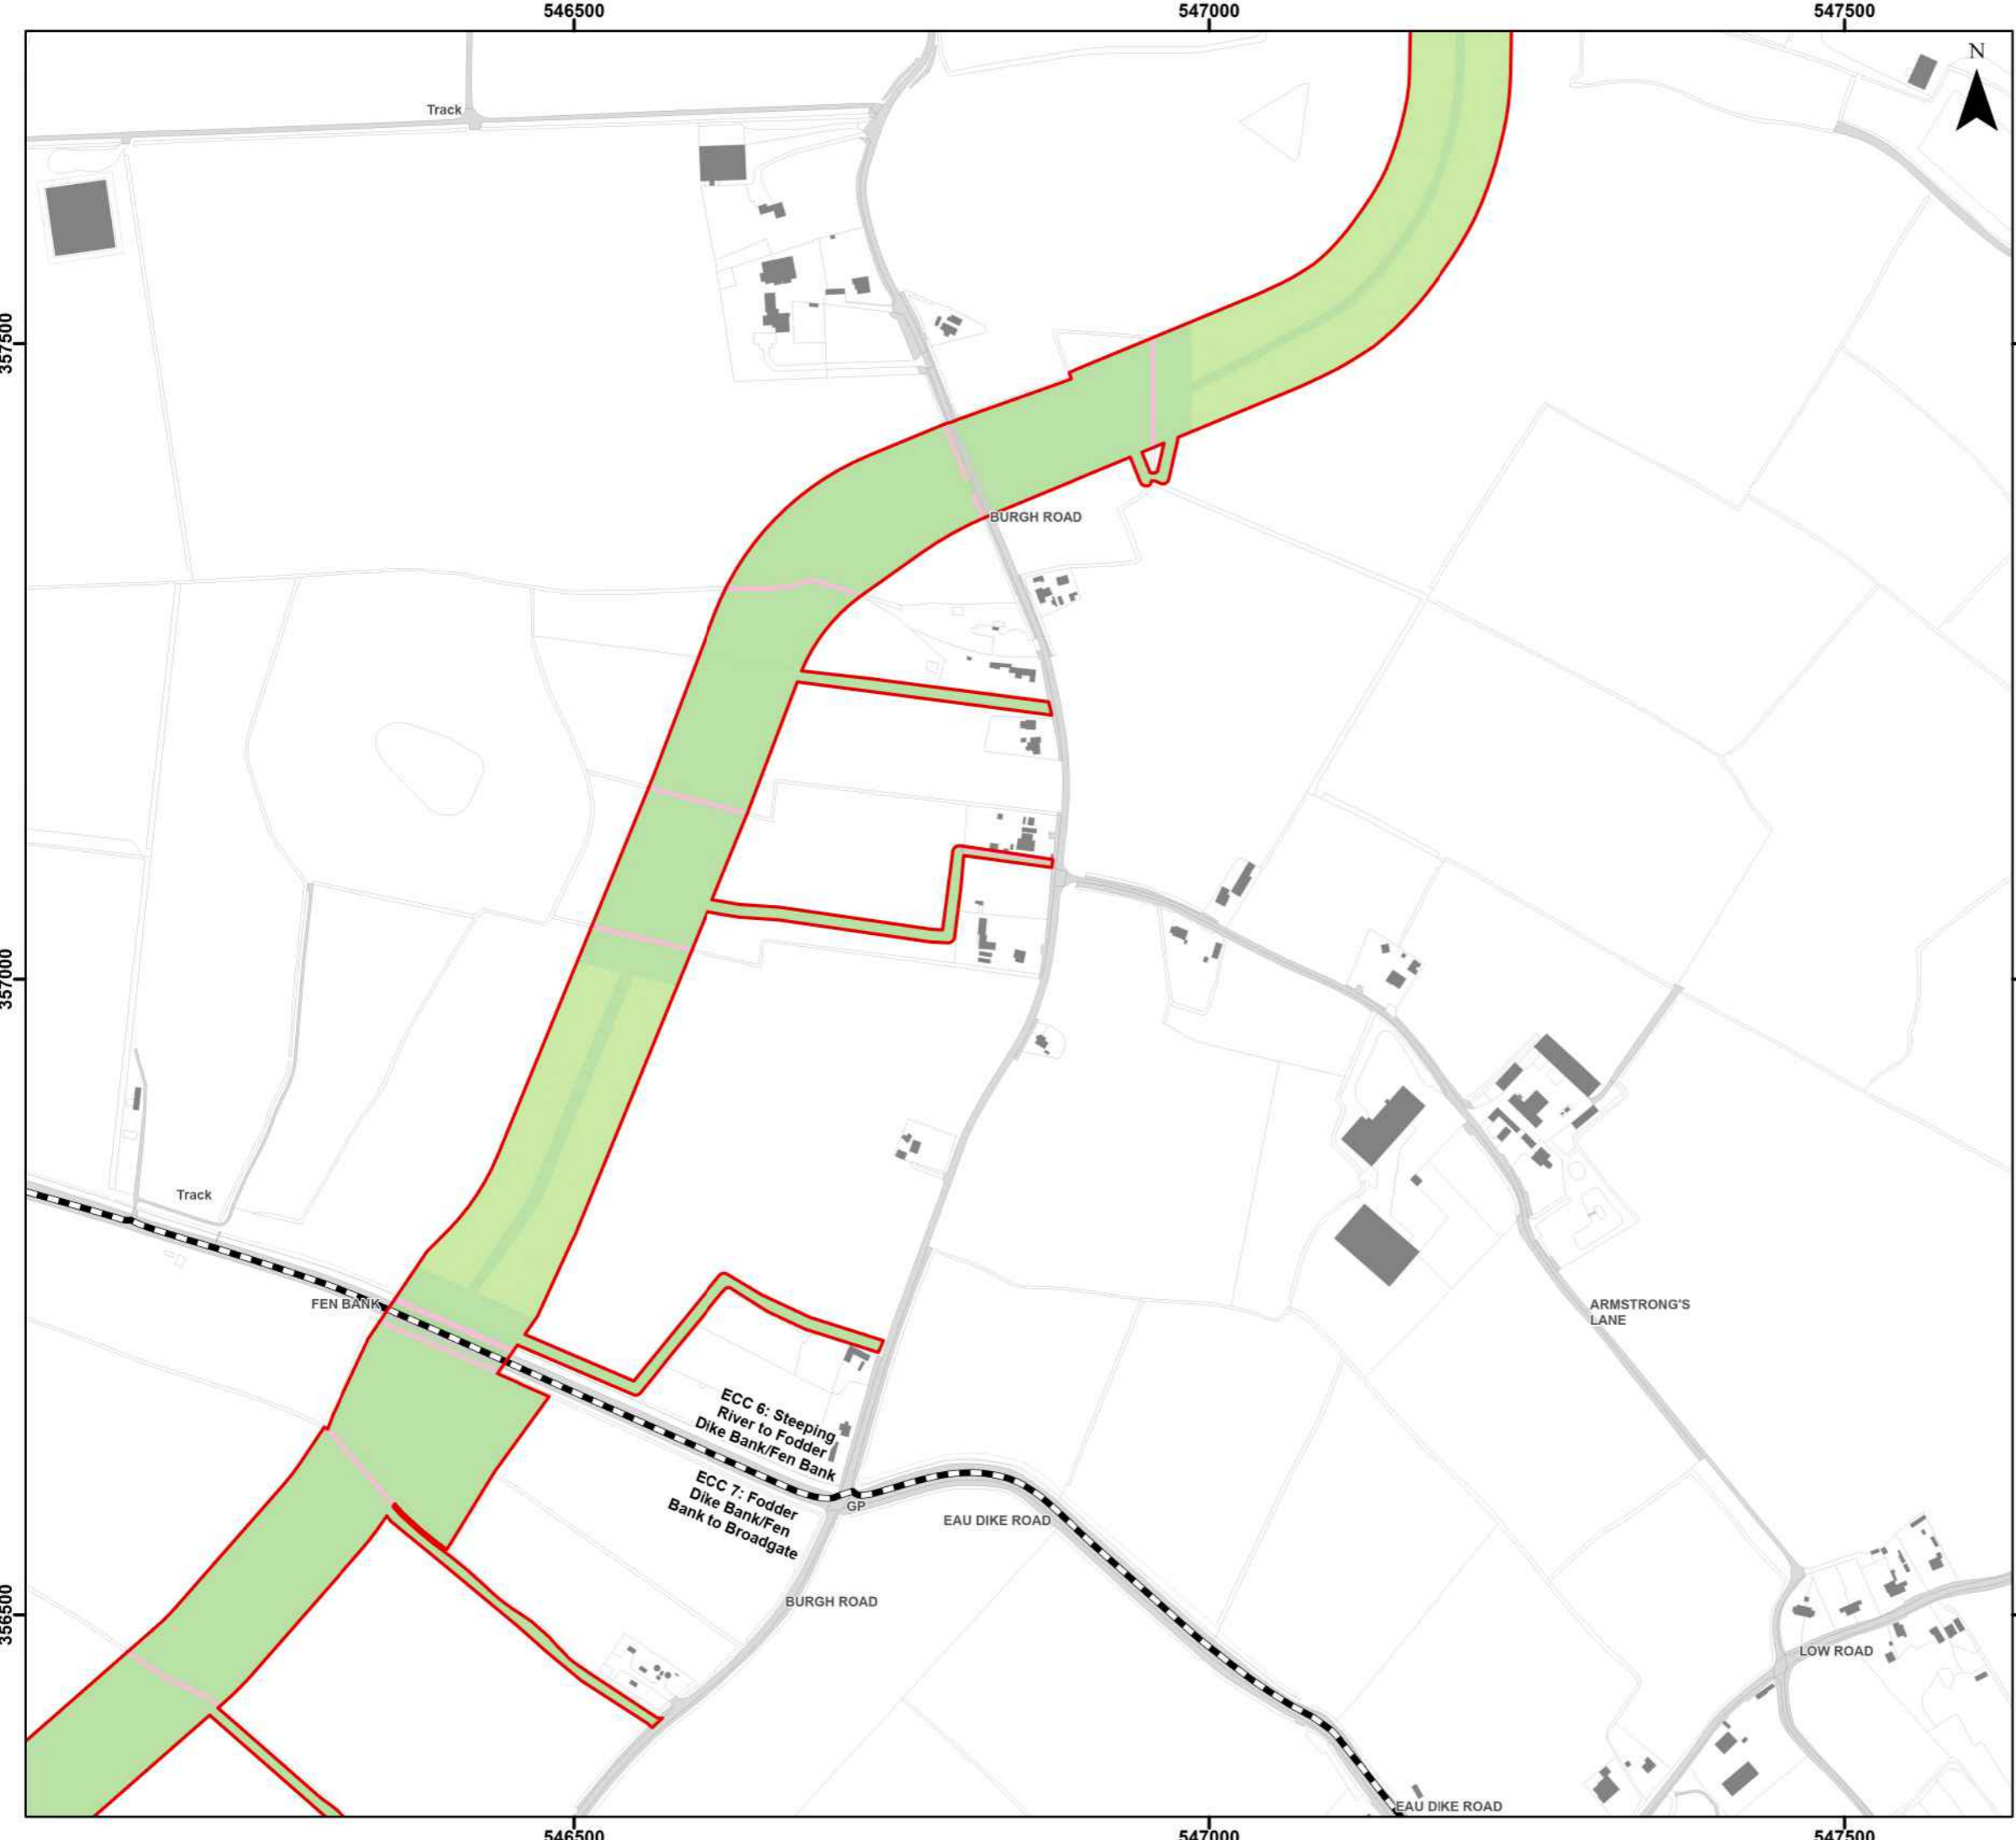 546500
547000
547500
N
Track
357500
BURGH ROAD
357000
Track
FEN BANK
ARMSTRONG'S
LANE
ECC 6: Steeping
River to Fodder
Dike Bank/Fen Bank
ECC 7: Fodder
Dike Bank/Fen
Bank to Broadgate
GP
EAU DIKE ROAD
BURGH ROAD
356500
LOW ROAD
EAU DIKE ROAD
546500
547000
547500